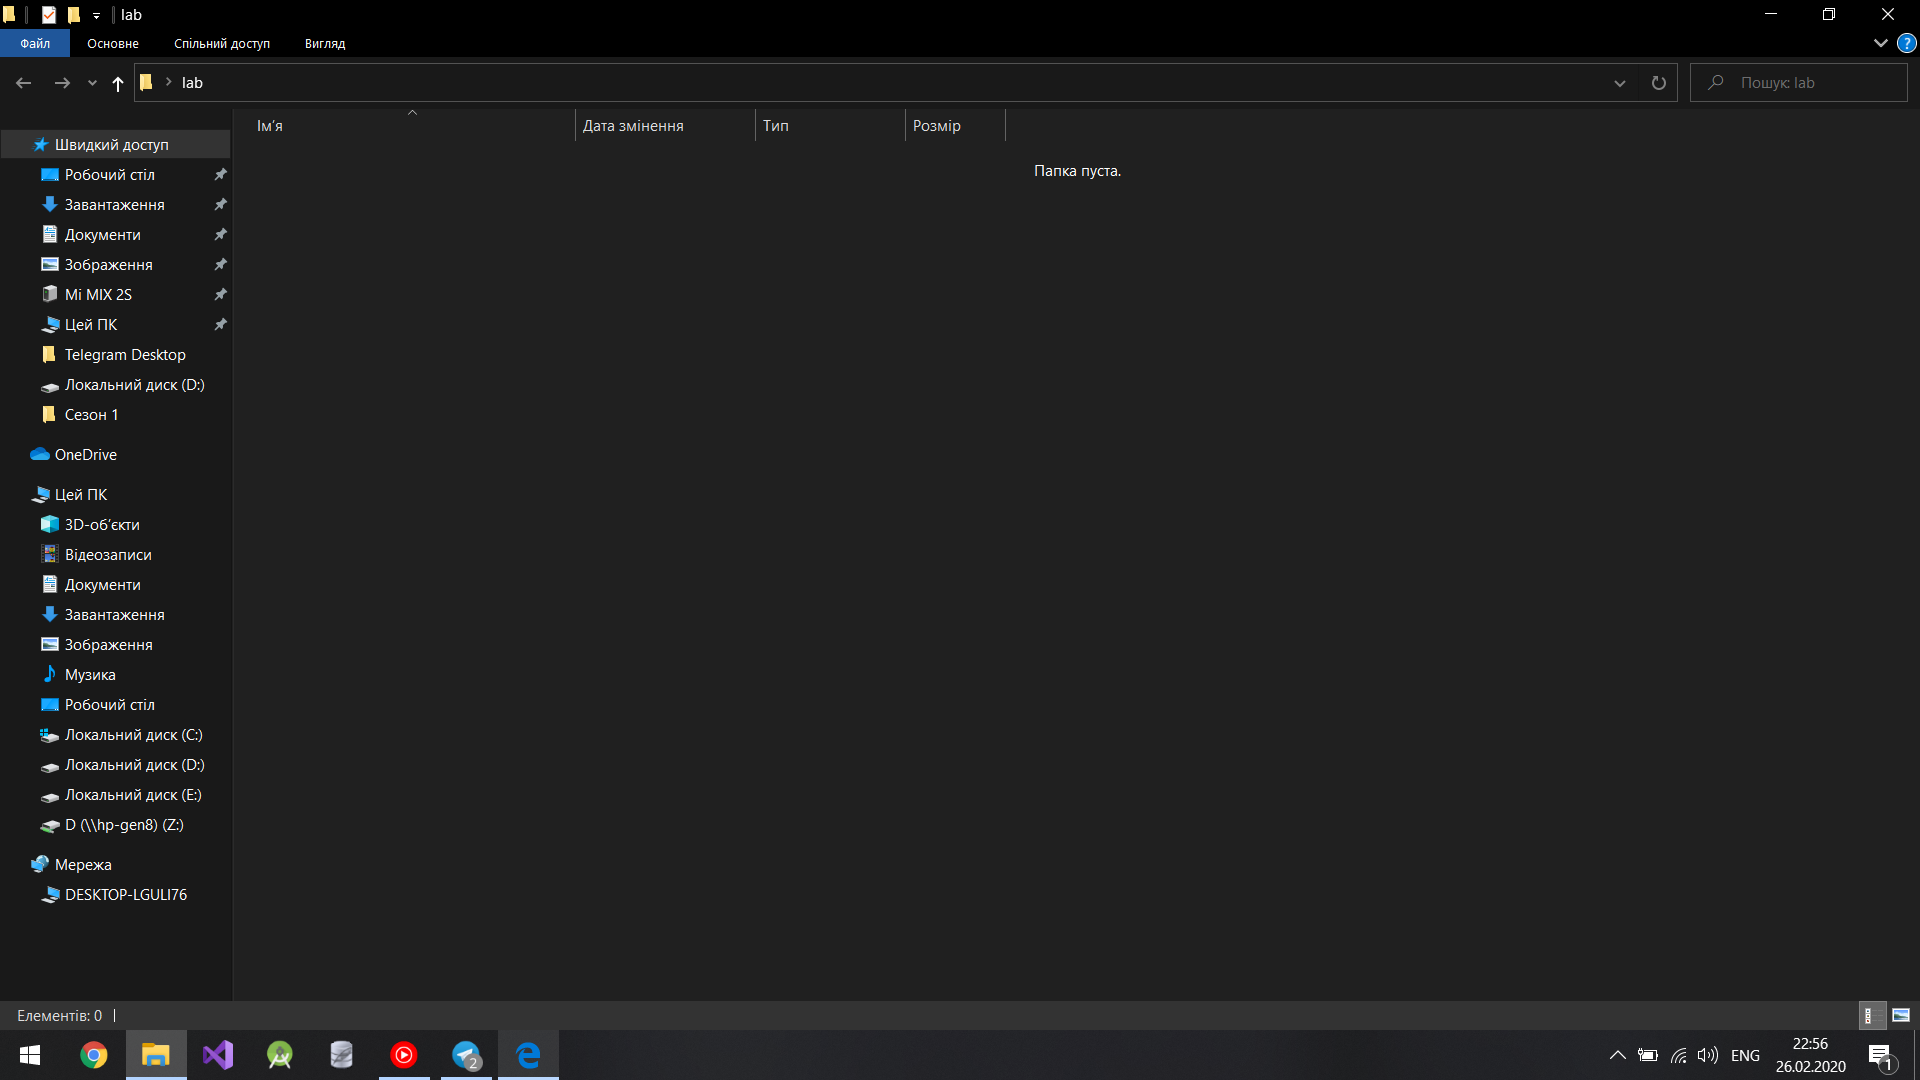 lab
Файл Основне Спільний доступ Вигляд
lab Пошук: lab
Ім'я Дата змінення Тип Розмір
Папка пуста.
Швидкий доступ
Робочий стіл
Завантаження
Документи
Зображення
Mi MIX 2S
Цей ПК
Telegram Desktop
Локальний диск (D:)
Сезон 1
OneDrive
Цей ПК
3D-об'єкти
Відеозаписи
Документи
Завантаження
Зображення
Музика
Робочий стіл
Локальний диск (C:)
Локальний диск (D:)
Локальний диск (E:)
D (\\hp-gen8) (Z:)
Мережа
DESKTOP-LGULI76
Елементів: 0
2
ENG
22:56
26.02.2020
1